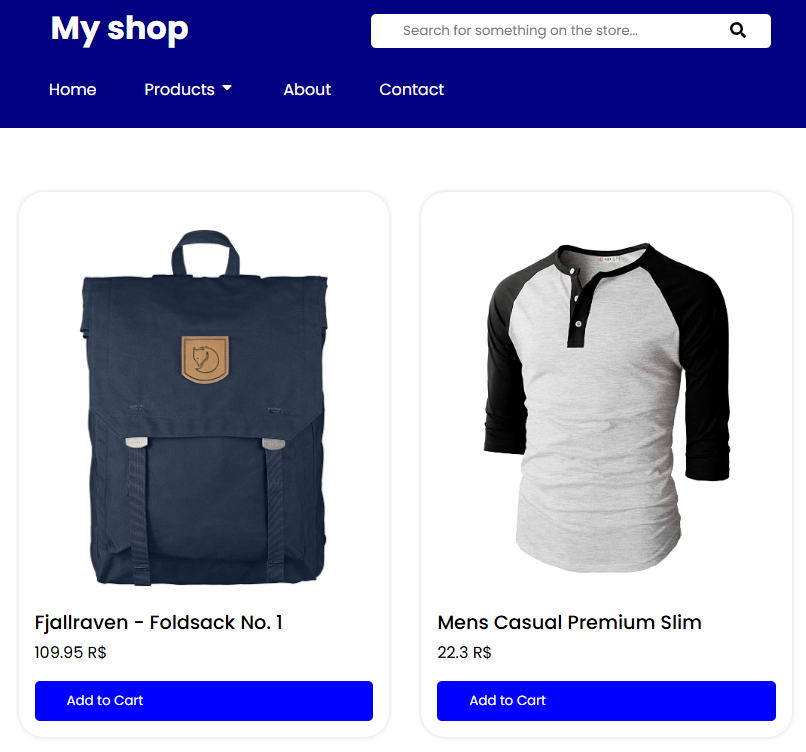 My shop
Search for something on the store...
Home Products About Contact
Fjallraven - Foldsack No. 1
109.95 R$
Add to Cart
Mens Casual Premium Slim
22.3 R$
Add to Cart